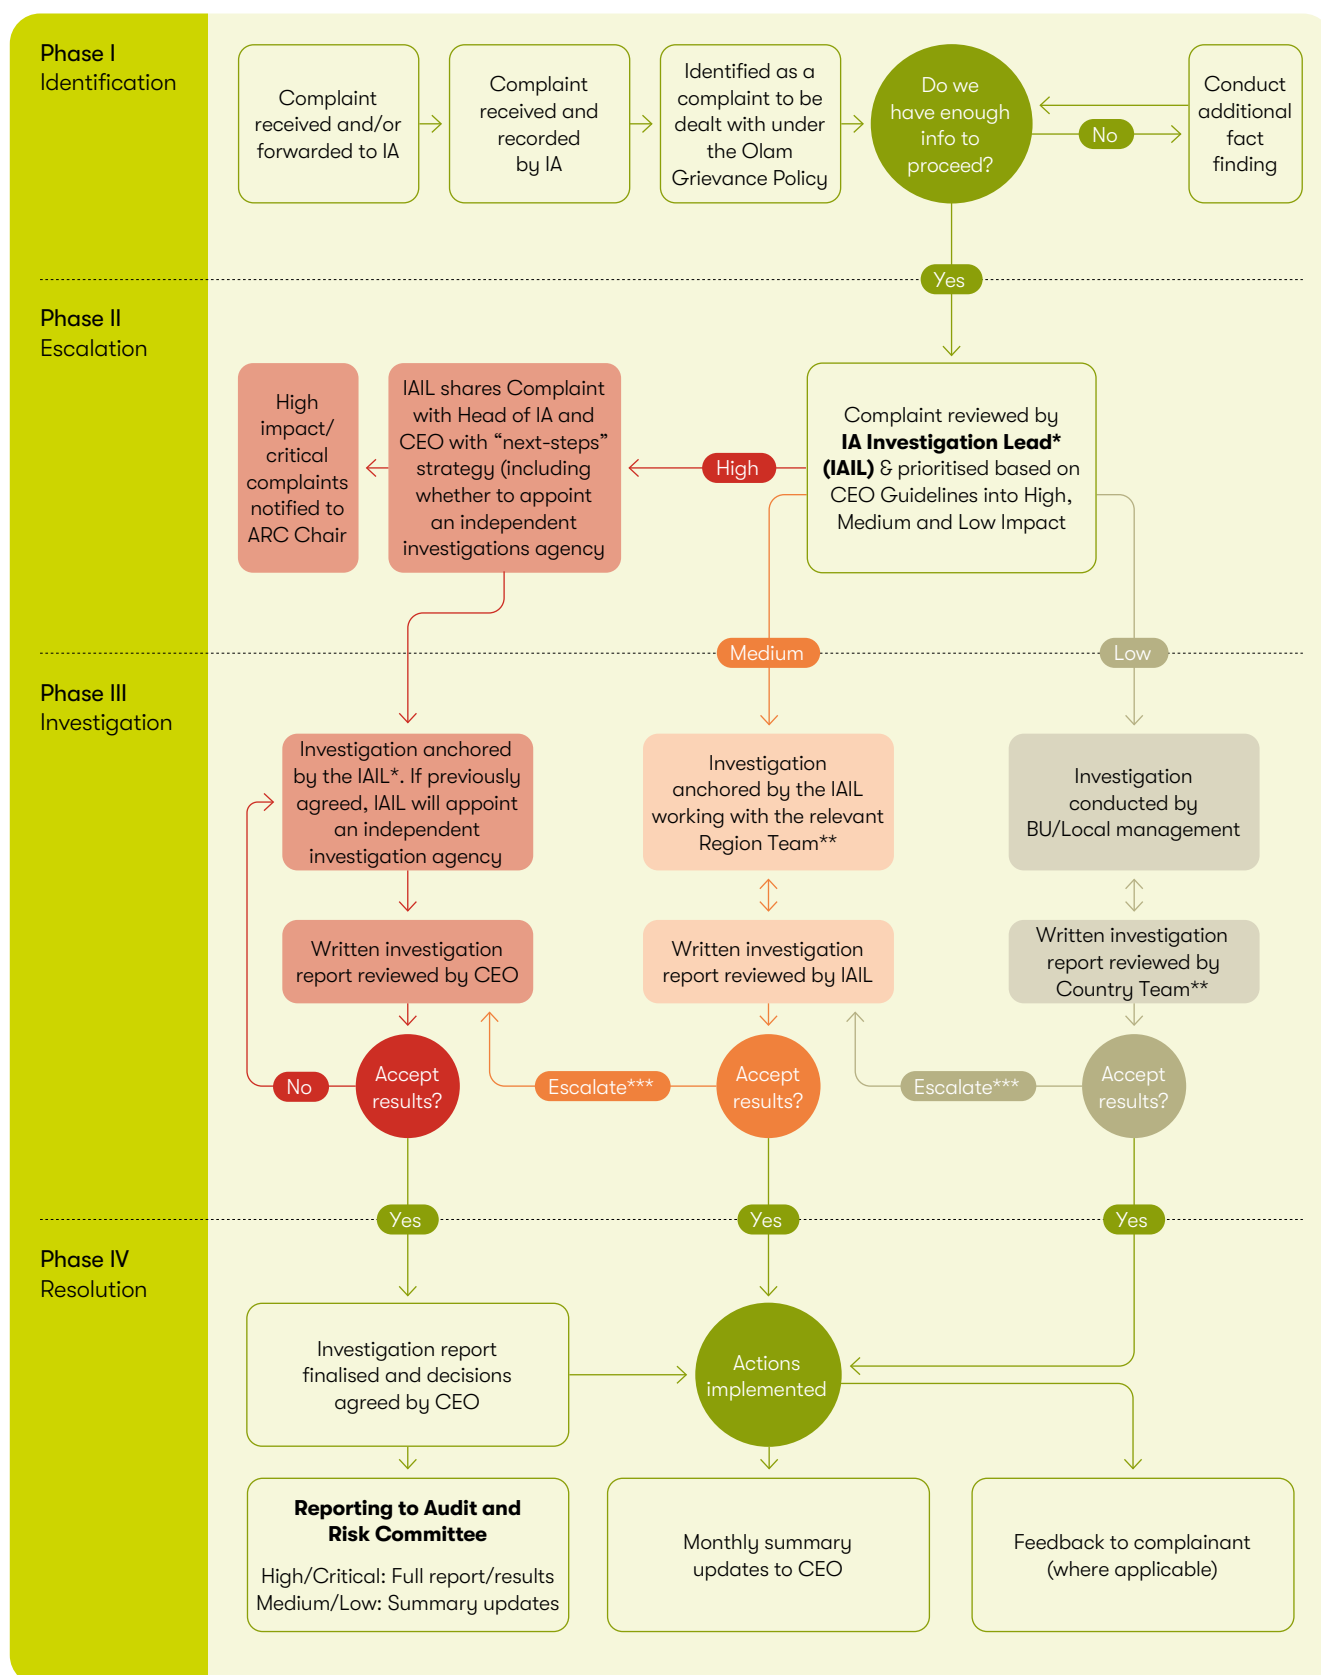 Phase I
Identification
Complaint
received and/or
forwarded to IA
Complaint
received and
recorded
by IA
Identified as a
complaint to be
dealt with under
the Olam
Grievance Policy
Do we
have enough
info to
proceed?
No
Conduct
additional
fact
finding
Yes
Phase II
Escalation
High
impact/
critical
complaints
notified to
ARC Chair
IAIL shares Complaint
with Head of IA and
CEO with “next-steps”
strategy (including
whether to appoint
an independent
investigations agency
High
Complaint reviewed by
IA Investigation Lead*
(IAIL) & prioritised based on
CEO Guidelines into High,
Medium and Low Impact
Medium
Low
Phase III
Investigation
Investigation anchored
by the IAIL*. If previously
agreed, IAIL will appoint
an independent
investigation agency
Investigation
anchored by the IAIL
working with the relevant
Region Team**
Investigation
conducted by
BU/Local management
Written investigation
report reviewed by CEO
Written investigation
report reviewed by IAIL
Written investigation
report reviewed by
Country Team**
No
Accept
results?
Escalate***
Accept
results?
Escalate***
Accept
results?
Yes
Yes
Yes
Phase IV
Resolution
Investigation report
finalised and decisions
agreed by CEO
Actions
implemented
Reporting to Audit and
Risk Committee
High/Critical: Full report/results
Medium/Low: Summary updates
Monthly summary
updates to CEO
Feedback to complainant
(where applicable)